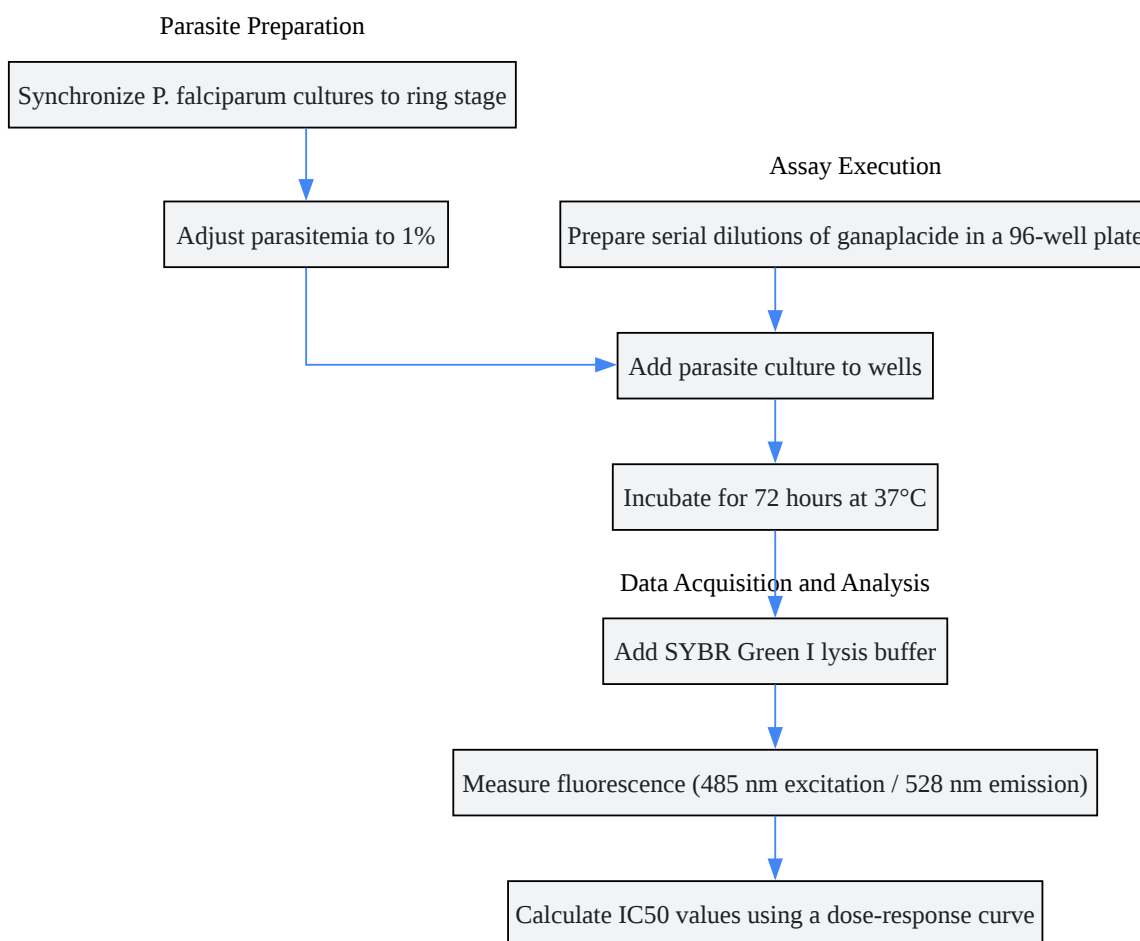 Parasite Preparation
Synchronize P. falciparum cultures to ring stage
Adjust parasitemia to 1%
Assay Execution
Prepare serial dilutions of ganaplacide in a 96-well plate
Add parasite culture to wells
Incubate for 72 hours at 37°C
Data Acquisition and Analysis
Add SYBR Green I lysis buffer
Measure fluorescence (485 nm excitation / 528 nm emission)
Calculate IC50 values using a dose-response curve